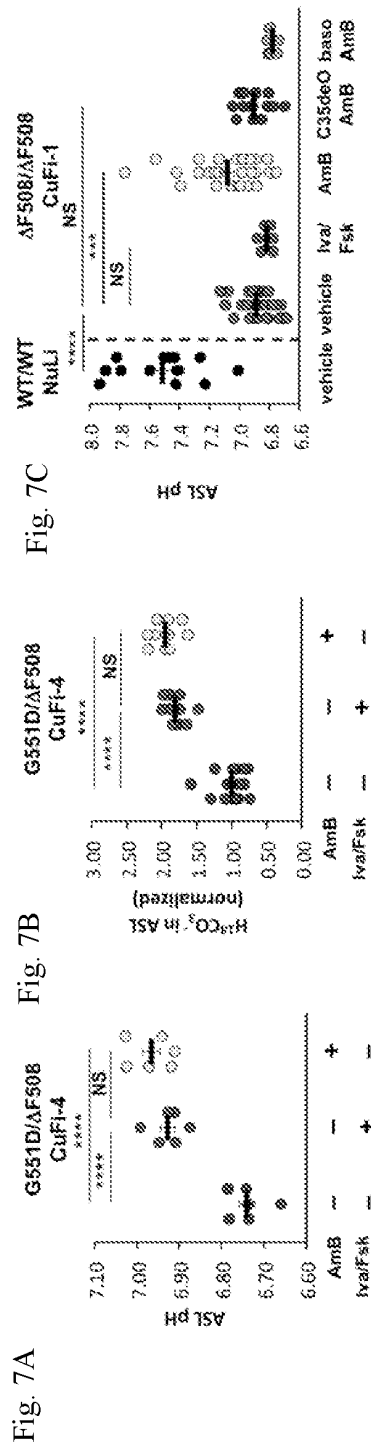 Fig. 7A
G551D/ΔF508
CuFi-4
****
****
NS
ASL pH
7.10
7.00
6.90
6.80
6.70
6.60
AmB − − +
Iva/Fsk − + −
Fig. 7B
G551D/ΔF508
CuFi-4
****
****
NS
H¹⁴CO₃⁻ in ASL
(normalized)
3.00
2.50
2.00
1.50
1.00
0.50
0.00
AmB − − +
Iva/Fsk − + −
Fig. 7C
WT/WT
NuLi
ΔF508/ΔF508
CuFi-1
****
NS
***
NS
ASL pH
8.0
7.8
7.6
7.4
7.2
7.0
6.8
6.6
vehicle vehicle Iva/ AmB C35deO baso
Fsk AmB AmB